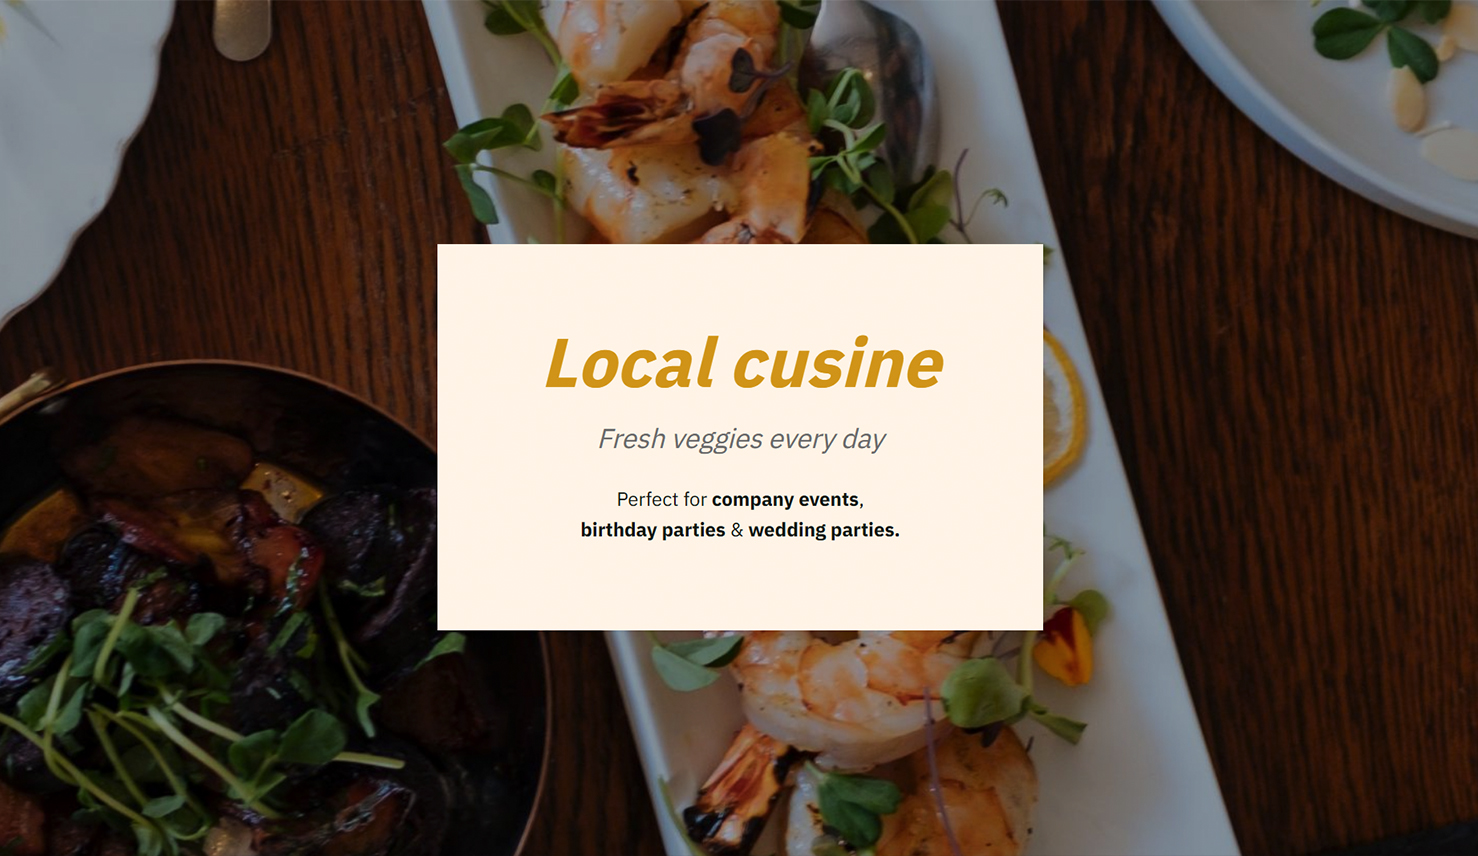 Local cusine
Fresh veggies every day
Perfect for company events,
birthday parties & wedding parties.